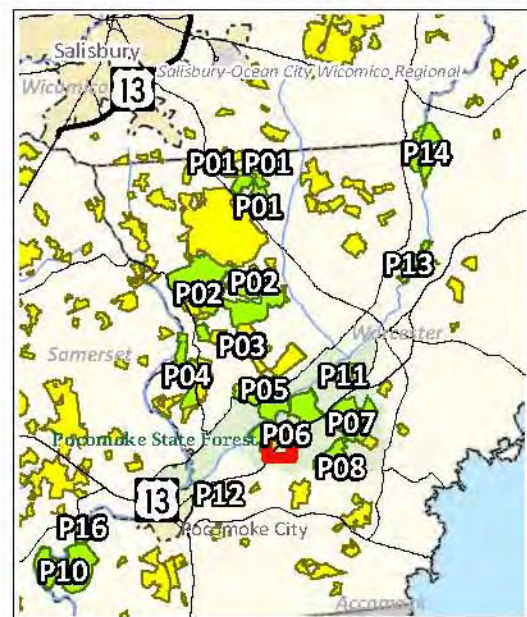 Salisbury
Salisbury-Ocean City Wicomico Regional
Wicomico
13
P01 P01
P14
P01
P13
P02
P02
Worcester
P03
Somerset
P04
P11
P05
P07
Pocomoke State Forest
P06
P08
13
P12
Pocomoke City
P16
P10
Accomack